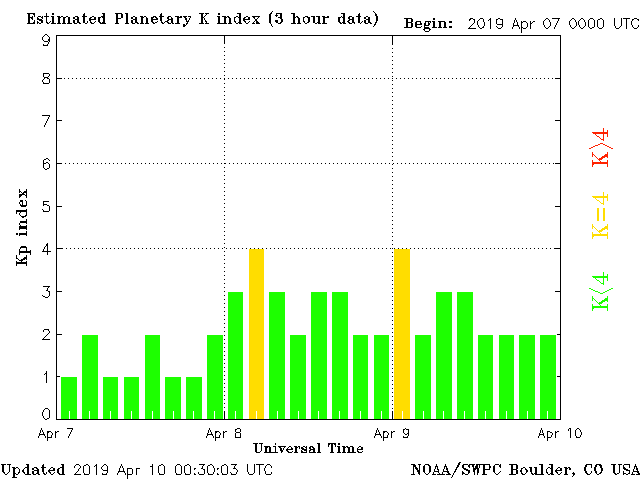 Estimated Planetary K index (3 hour data) Begin: 2019 Apr 07 0000 UTC
9
8
7
6
5
4
3
2
1
0
Kp index
K>4
K=4
K<4
Apr 7 Apr 8 Apr 9 Apr 10
Universal Time
Updated 2019 Apr 10 00:30:03 UTC NOAA/SWPC Boulder, CO USA